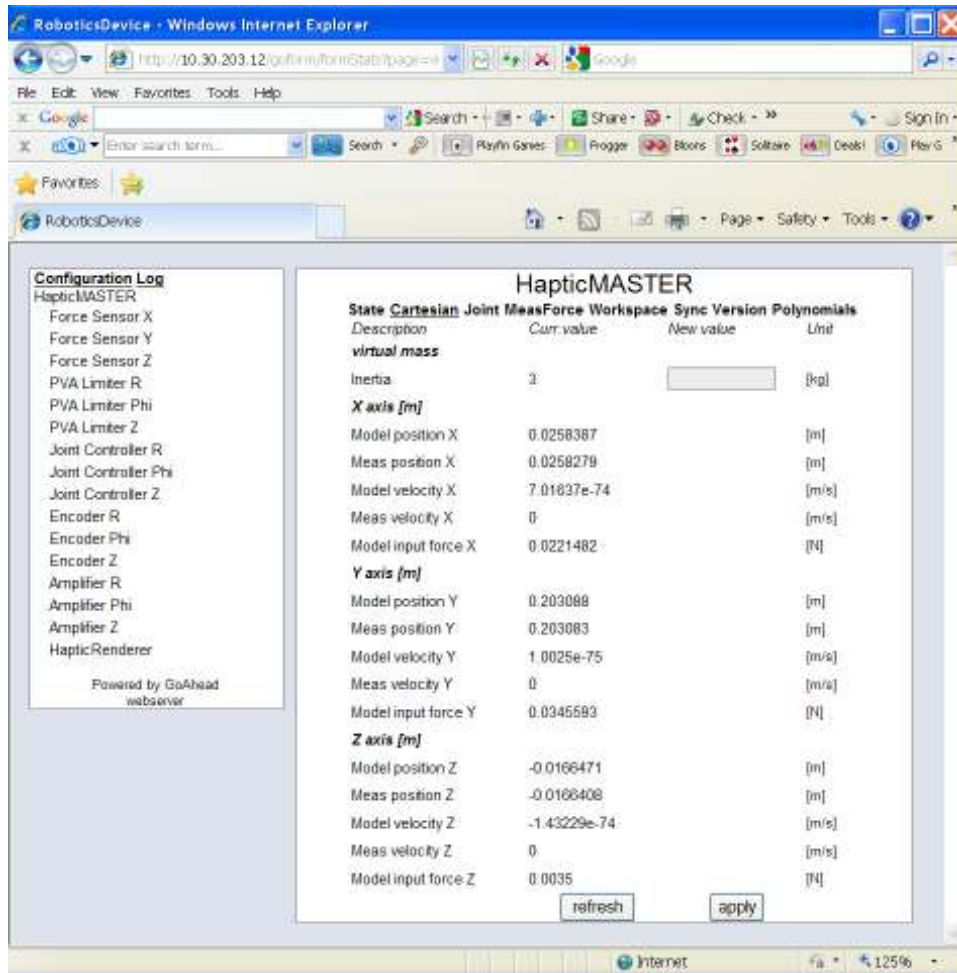 RoboticsDevice - Windows Internet Explorer
http://10.30.203.12/goform/formStats?page= Google
File Edit View Favorites Tools Help
x Google Search Share Check Sign In
X Enter search term... Search Playfin Games Frogger Bloons Solitaire Deals! Play G
Favorites
RoboticsDevice Page Safety Tools
Configuration Log
HapticMASTER
Force Sensor X
Force Sensor Y
Force Sensor Z
PVA Limiter R
PVA Limiter Phi
PVA Limiter Z
Joint Controller R
Joint Controller Phi
Joint Controller Z
Encoder R
Encoder Phi
Encoder Z
Amplifier R
Amplifier Phi
Amplifier Z
HapticRenderer
Powered by GoAhead
webserver
HapticMASTER
State Cartesian Joint MeasForce Workspace Sync Version Polynomials
Description Curr.value New value Unit
virtual mass
Inertia 3 [kg]
X axis [m]
Model position X 0.0258387 [m]
Meas position X 0.0258279 [m]
Model velocity X 7.01637e-74 [m/s]
Meas velocity X 0 [m/s]
Model input force X 0.0221482 [N]
Y axis [m]
Model position Y 0.203088 [m]
Meas position Y 0.203083 [m]
Model velocity Y 1.0025e-75 [m/s]
Meas velocity Y 0 [m/s]
Model input force Y 0.0345593 [N]
Z axis [m]
Model position Z -0.0166471 [m]
Meas position Z -0.0166408 [m]
Model velocity Z -1.43229e-74 [m/s]
Meas velocity Z 0 [m/s]
Model input force Z 0.0035 [N]
refresh apply
Internet 125%